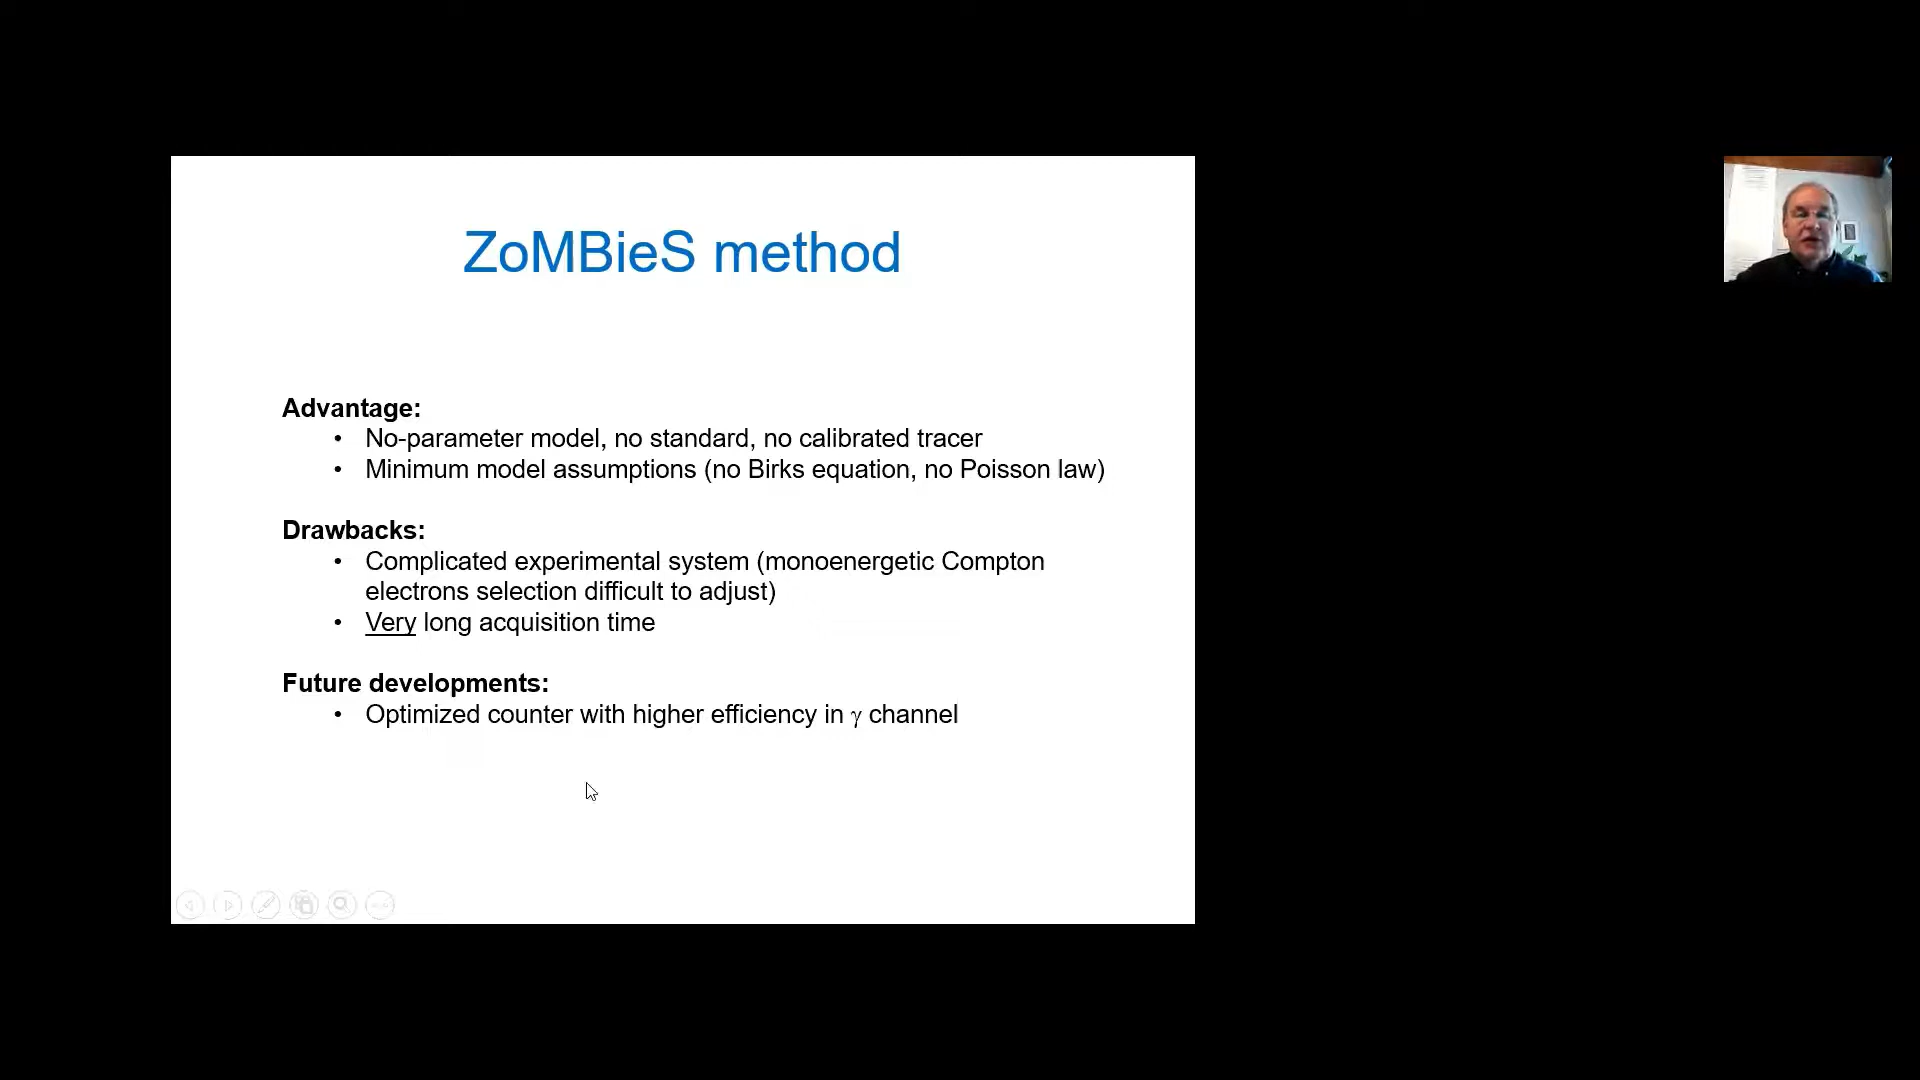 ZoMBieS method
Advantage:
• No-parameter model, no standard, no calibrated tracer
• Minimum model assumptions (no Birks equation, no Poisson law)
Drawbacks:
• Complicated experimental system (monoenergetic Compton
electrons selection difficult to adjust)
• Very long acquisition time
Future developments:
• Optimized counter with higher efficiency in γ channel